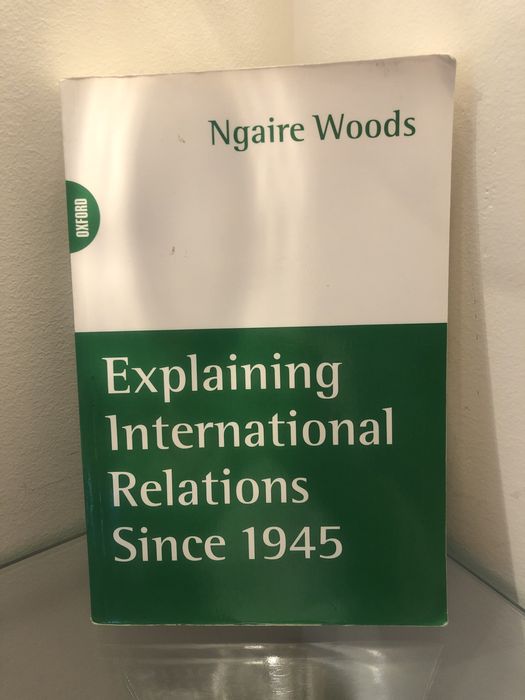 Ngaire Woods
OXFORD
Explaining
International
Relations
Since 1945